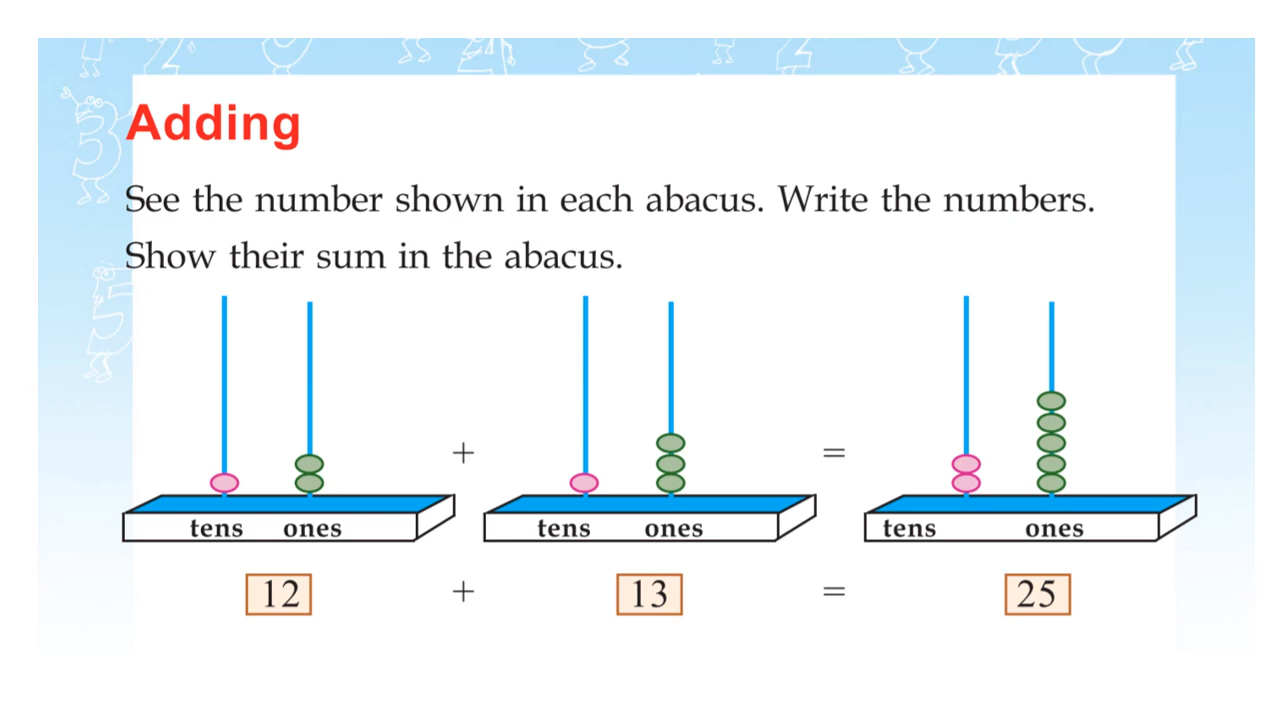 Adding
See the number shown in each abacus. Write the numbers.
Show their sum in the abacus.
+ =
tens ones tens ones tens ones
12 + 13 = 25